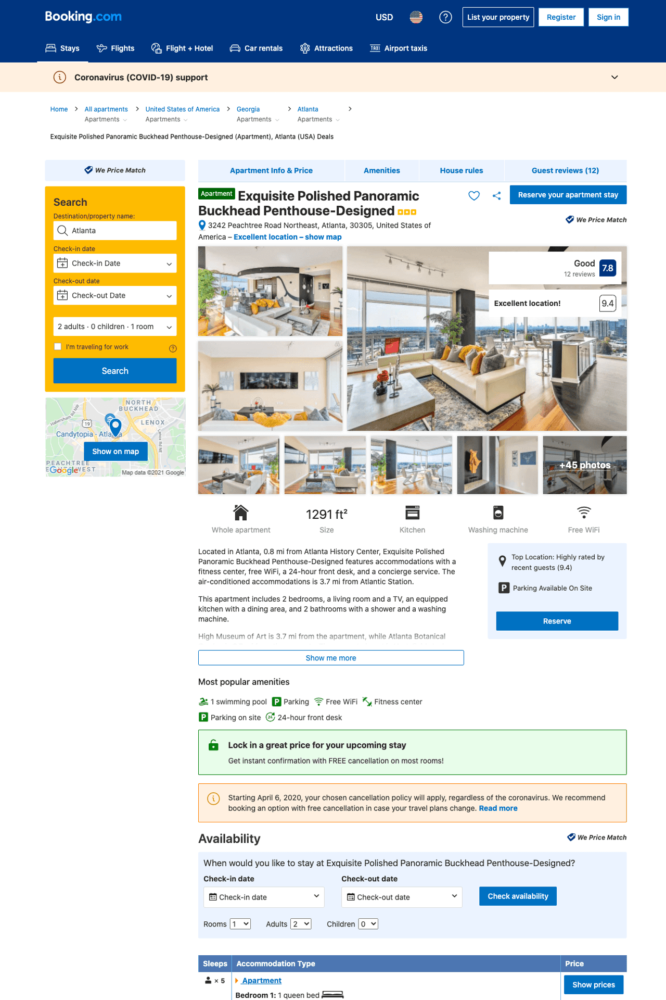 Booking.com
USD
?
List your property
Register
Sign in
Stays
Flights
Flight + Hotel
Car rentals
Attractions
TAXI
Airport taxis
Coronavirus (COVID-19) support
Home
All apartments
United States of America
Georgia
Atlanta
Apartments
Apartments
Apartments
Apartments
Exquisite Polished Panoramic Buckhead Penthouse-Designed (Apartment), Atlanta (USA) Deals
We Price Match
Search
Destination/property name:
Atlanta
Check-in date
Check-in Date
Check-out date
Check-out Date
2 adults · 0 children · 1 room
I'm traveling for work
?
Search
NORTH
BUCKHEAD
Habersham Rd NW
19
LENOX
Candytopia - Atlanta
Lenox Rd NE
Show on map
PEACHTREE
Google
Map data ©2021 Google
Apartment Info & Price
Amenities
House rules
Guest reviews (12)
Apartment
Exquisite Polished Panoramic
Buckhead Penthouse-Designed
Reserve your apartment stay
We Price Match
3242 Peachtree Road Northeast, Atlanta, 30305, United States of
America – Excellent location – show map
Good
12 reviews
7.8
Excellent location!
9.4
+45 photos
Whole apartment
1291 ft²
Size
Kitchen
Washing machine
Free WiFi
Located in Atlanta, 0.8 mi from Atlanta History Center, Exquisite Polished
Panoramic Buckhead Penthouse-Designed features accommodations with a
fitness center, free WiFi, a 24-hour front desk, and a concierge service. The
air-conditioned accommodations is 3.7 mi from Atlantic Station.
This apartment includes 2 bedrooms, a living room and a TV, an equipped
kitchen with a dining area, and 2 bathrooms with a shower and a washing
machine.
High Museum of Art is 3.7 mi from the apartment, while Atlanta Botanical
Show me more
Top Location: Highly rated by
recent guests (9.4)
P
Parking Available On Site
Reserve
Most popular amenities
1 swimming pool
P
Parking
Free WiFi
Fitness center
P
Parking on site
24
24-hour front desk
Lock in a great price for your upcoming stay
Get instant confirmation with FREE cancellation on most rooms!
Starting April 6, 2020, your chosen cancellation policy will apply, regardless of the coronavirus. We recommend
booking an option with free cancellation in case your travel plans change. Read more
Availability
We Price Match
When would you like to stay at Exquisite Polished Panoramic Buckhead Penthouse-Designed?
Check-in date
Check-out date
Check-in date
Check-out date
Check availability
Rooms 1
Adults 2
Children 0
Sleeps
Accommodation Type
Price
× 5
Apartment
Show prices
Bedroom 1: 1 queen bed